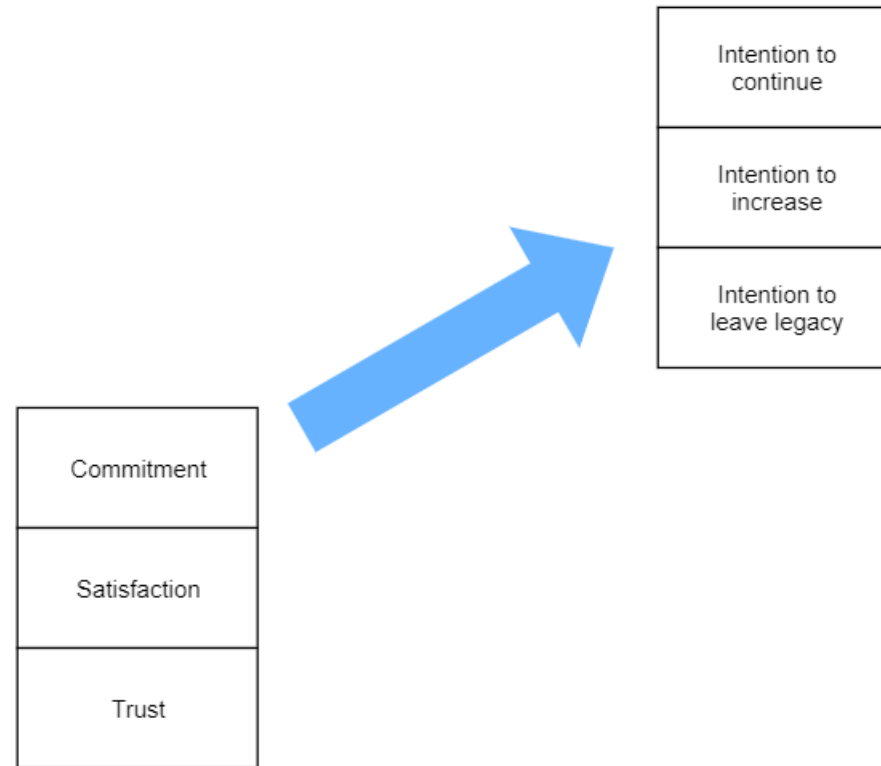 Intention to
continue
Intention to
increase
Intention to
leave legacy
Commitment
Satisfaction
Trust